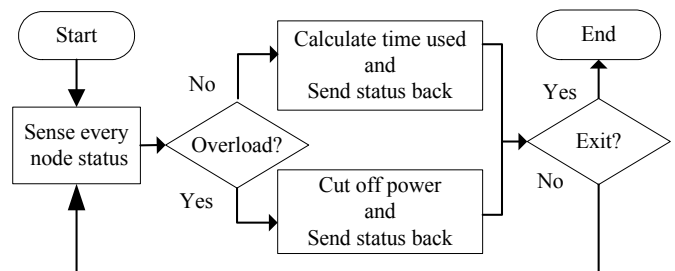 Start
Sense every
node status
Overload?
No
Yes
Calculate time used
and
Send status back
Cut off power
and
Send status back
Exit?
Yes
No
End